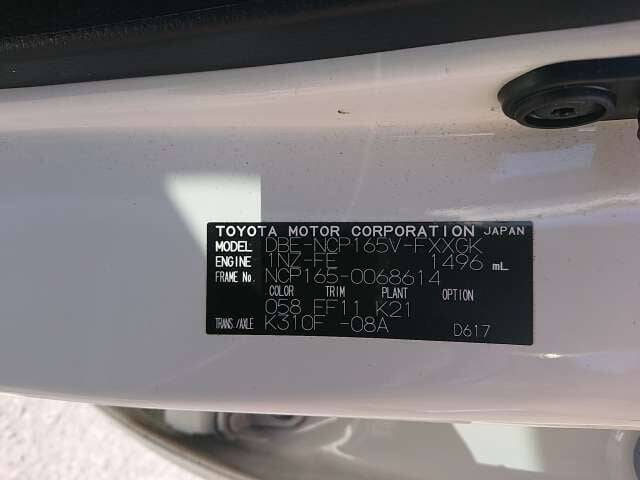 TOYOTA MOTOR CORPORATION JAPAN
MODEL DBE-NCP165V-FXXGK
ENGINE 1NZ-FE 1496 mL
FRAME No. NCP165-0068614
COLOR TRIM PLANT OPTION
058 FF11 K21
TRANS./AXLE K310F -08A D617